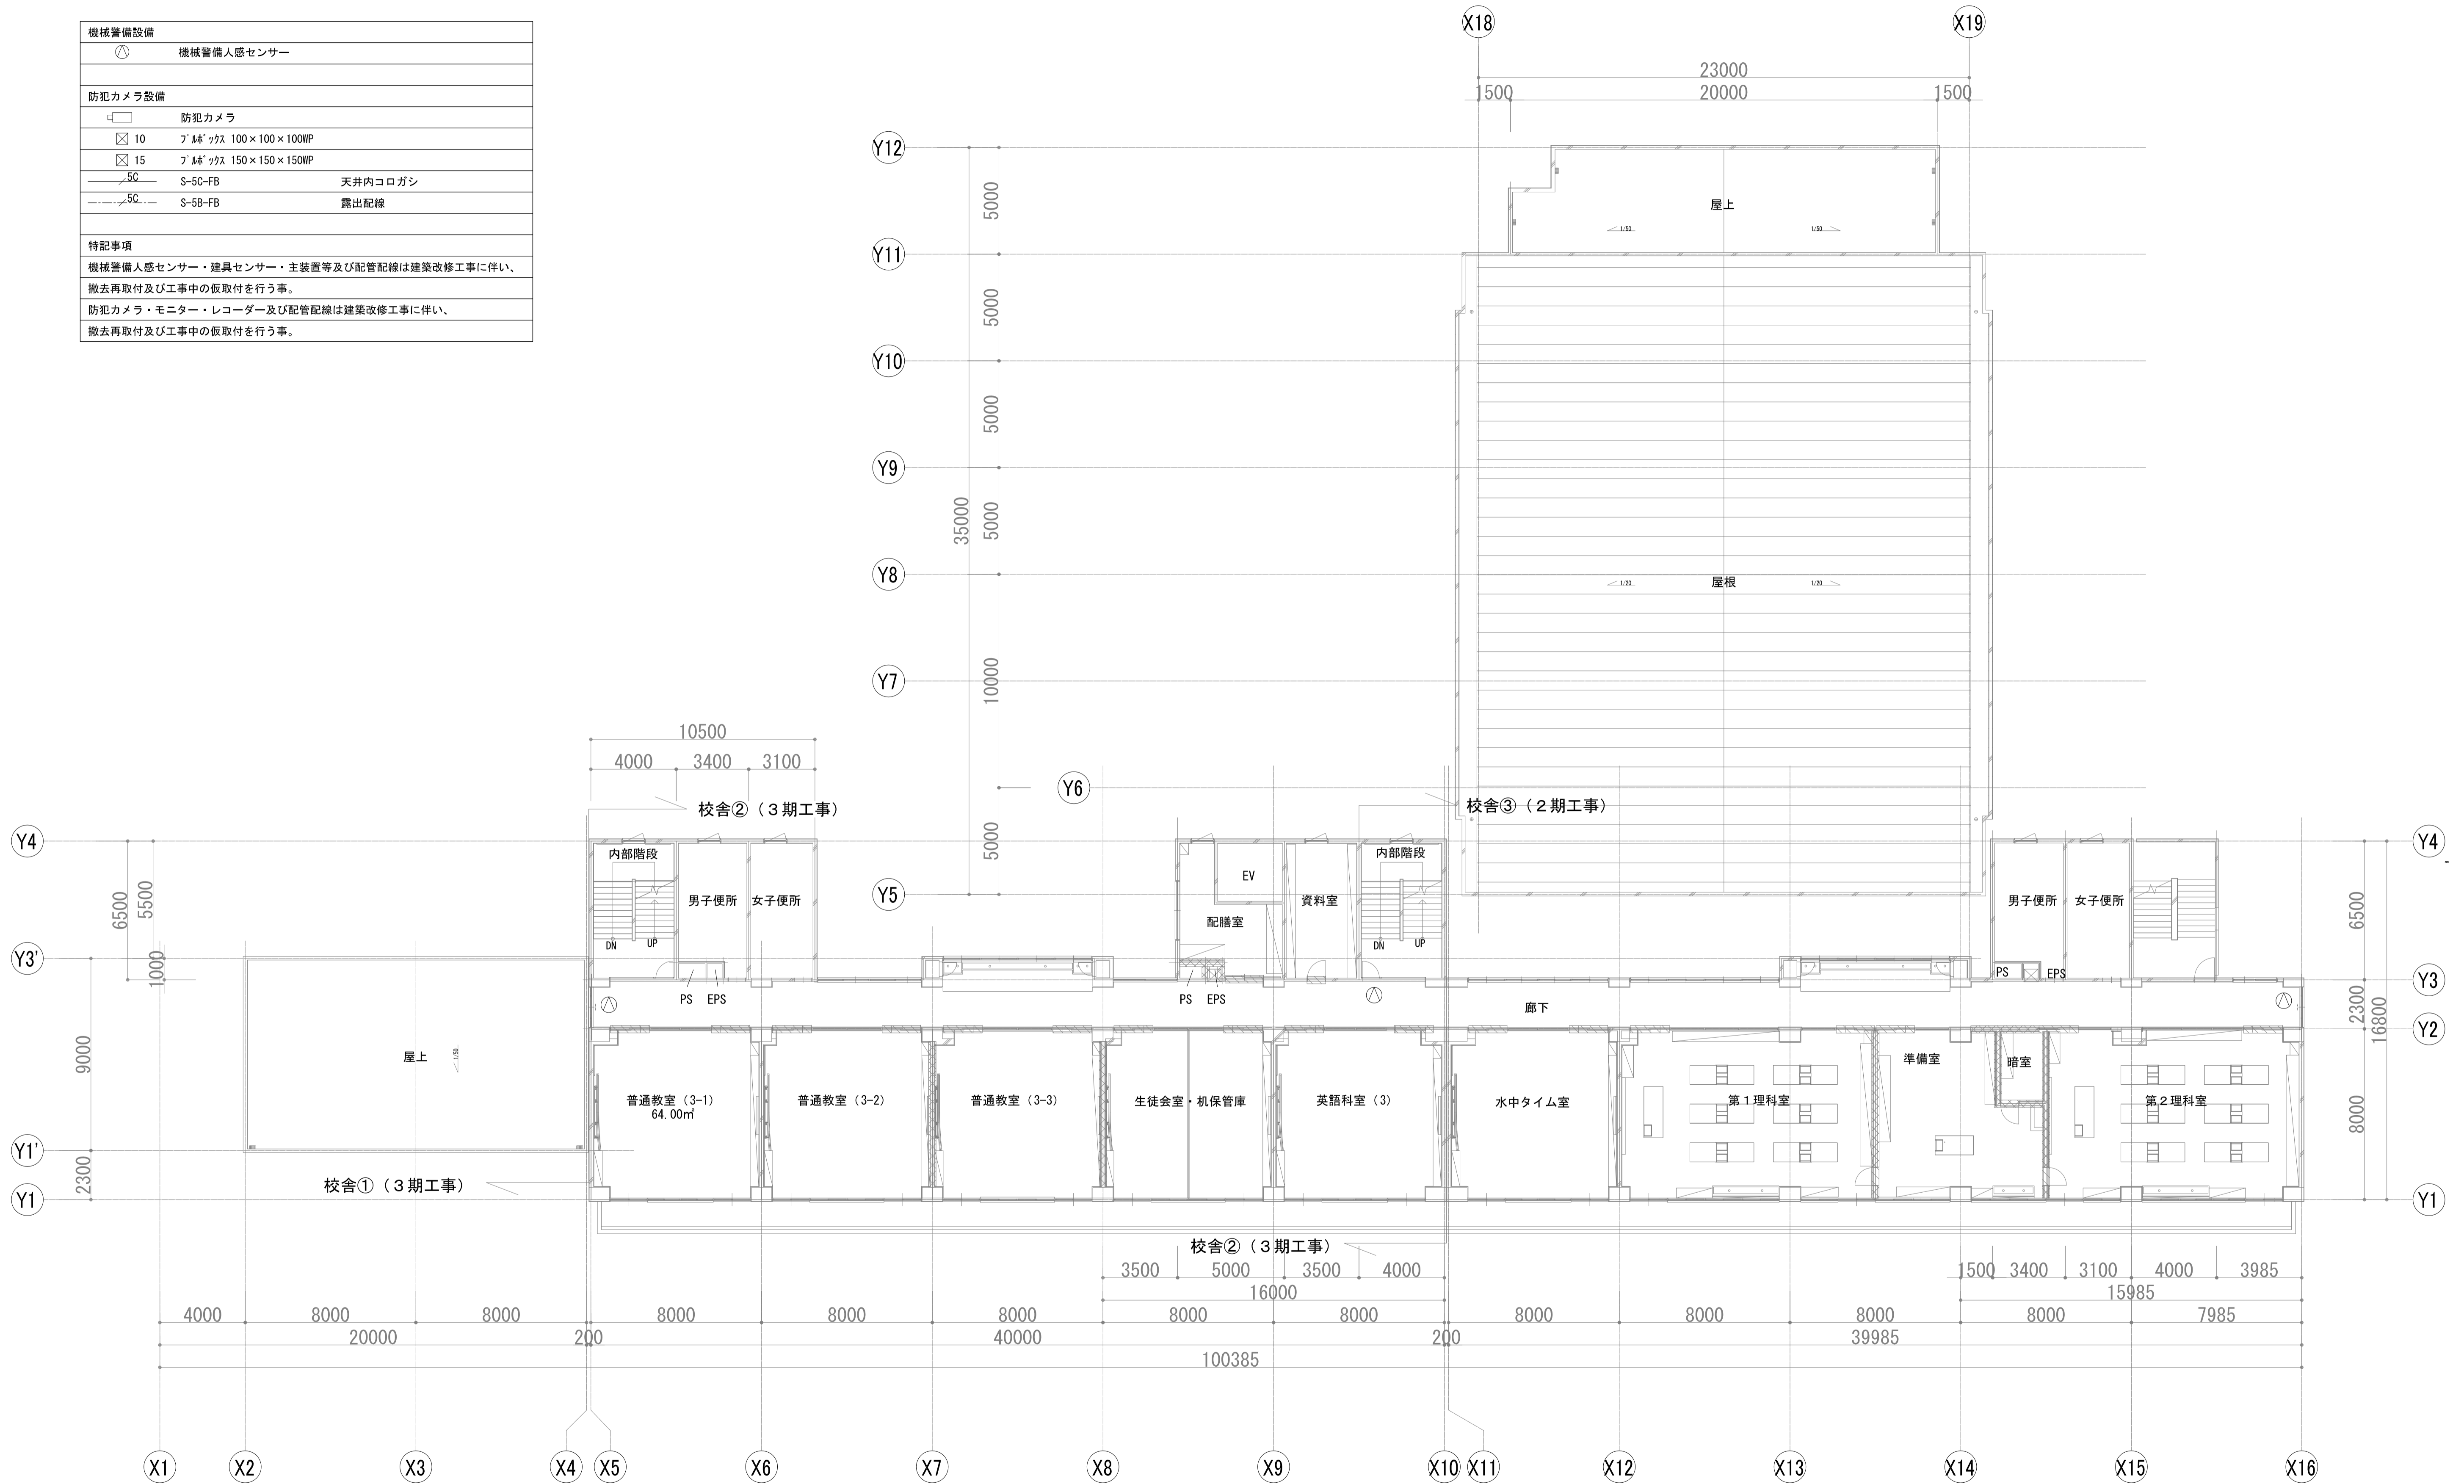 機械警備設備
機械警備人感センサー
防犯カメラ設備
防犯カメラ
10 プルボックス 100×100×100WP
15 プルボックス 150×150×150WP
5C S-5C-FB 天井内コロガシ
5C S-5B-FB 露出配線
特記事項
機械警備人感センサー・建具センサー・主装置等及び配管配線は建築改修工事に伴い、
撤去再取付及び工事中の仮取付を行う事。
防犯カメラ・モニター・レコーダー及び配管配線は建築改修工事に伴い、
撤去再取付及び工事中の仮取付を行う事。
X18 X19
23000
1500 20000 1500
Y12
5000
屋上
1/50 1/50
Y11
5000
Y10
5000
Y9
35000
5000
Y8
屋根
1/20 1/20
10000
Y7
Y6
5000
Y5
10500
4000 3400 3100
校舎②（3期工事）
校舎③（2期工事）
Y4 Y4
6500 5500 1000
内部階段 男子便所 女子便所
DN UP
PS EPS
EV
配膳室
資料室
内部階段
DN UP
PS EPS
男子便所 女子便所
PS EPS
6500
Y3' Y3
2300
16800
廊下
Y2
9000
屋上
1/50
普通教室（3-1）
64.00㎡
普通教室（3-2）
普通教室（3-3）
生徒会室・机保管庫
英語科室（3）
水中タイム室
第1理科室
準備室
暗室
第2理科室
8000
Y1'
2300
校舎①（3期工事）
Y1 Y1
校舎②（3期工事）
3500 5000 3500 4000
16000
1500 3400 3100 4000 3985
15985
4000 8000 8000 8000 8000 8000 8000 8000 8000 8000 8000 8000 7985
20000 200 40000 200 39985
100385
X1 X2 X3 X4 X5 X6 X7 X8 X9 X10 X11 X12 X13 X14 X15 X16